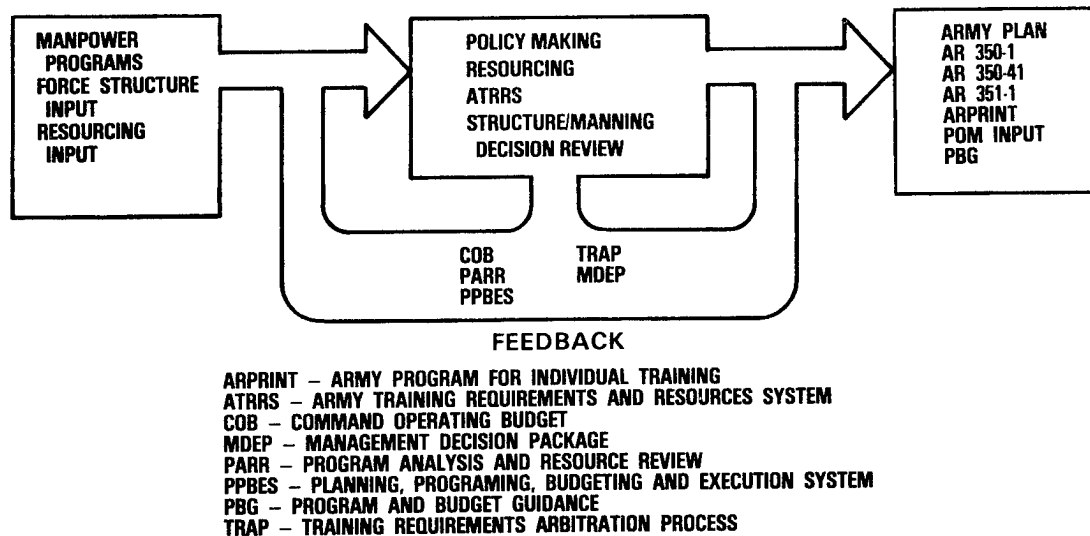 MANPOWER
PROGRAMS
FORCE STRUCTURE
INPUT
RESOURCING
INPUT
POLICY MAKING
RESOURCING
ATRRS
STRUCTURE/MANNING
DECISION REVIEW
ARMY PLAN
AR 350-1
AR 350-41
AR 351-1
ARPRINT
POM INPUT
PBG
COB
PARR
PPBES
TRAP
MDEP
FEEDBACK
ARPRINT – ARMY PROGRAM FOR INDIVIDUAL TRAINING
ATRRS – ARMY TRAINING REQUIREMENTS AND RESOURCES SYSTEM
COB – COMMAND OPERATING BUDGET
MDEP – MANAGEMENT DECISION PACKAGE
PARR – PROGRAM ANALYSIS AND RESOURCE REVIEW
PPBES – PLANNING, PROGRAMING, BUDGETING AND EXECUTION SYSTEM
PBG – PROGRAM AND BUDGET GUIDANCE
TRAP – TRAINING REQUIREMENTS ARBITRATION PROCESS